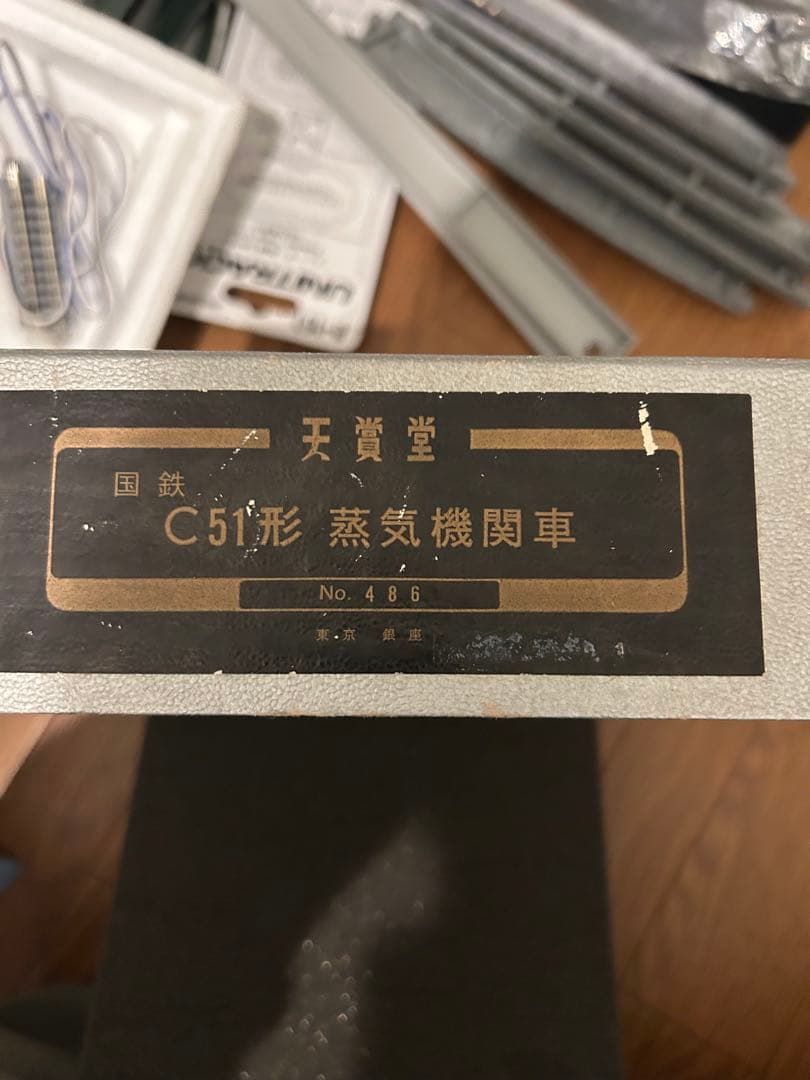 UNITRACK
天賞堂
国鉄
C51形 蒸気機関車
No. 486
東京 銀座